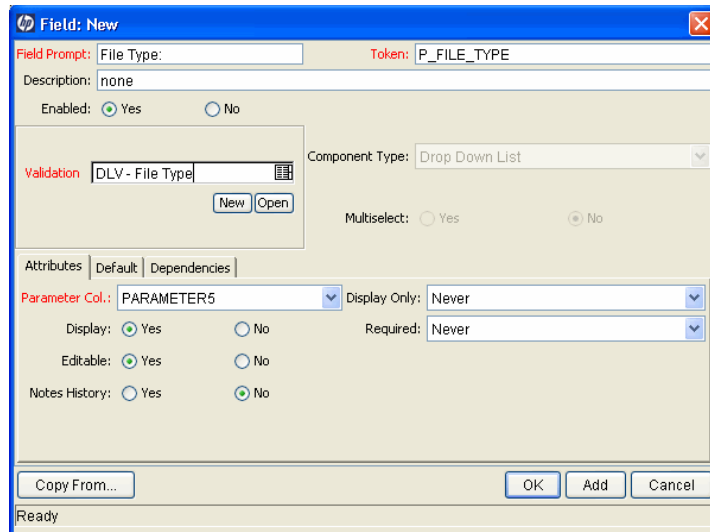 hp Field: New
Field Prompt: File Type: Token: P_FILE_TYPE
Description: none
Enabled: Yes No
Validation DLV - File Type Component Type: Drop Down List
New Open
Multiselect: Yes No
Attributes Default Dependencies
Parameter Col.: PARAMETER5 Display Only: Never
Display: Yes No Required: Never
Editable: Yes No
Notes History: Yes No
Copy From... OK Add Cancel
Ready